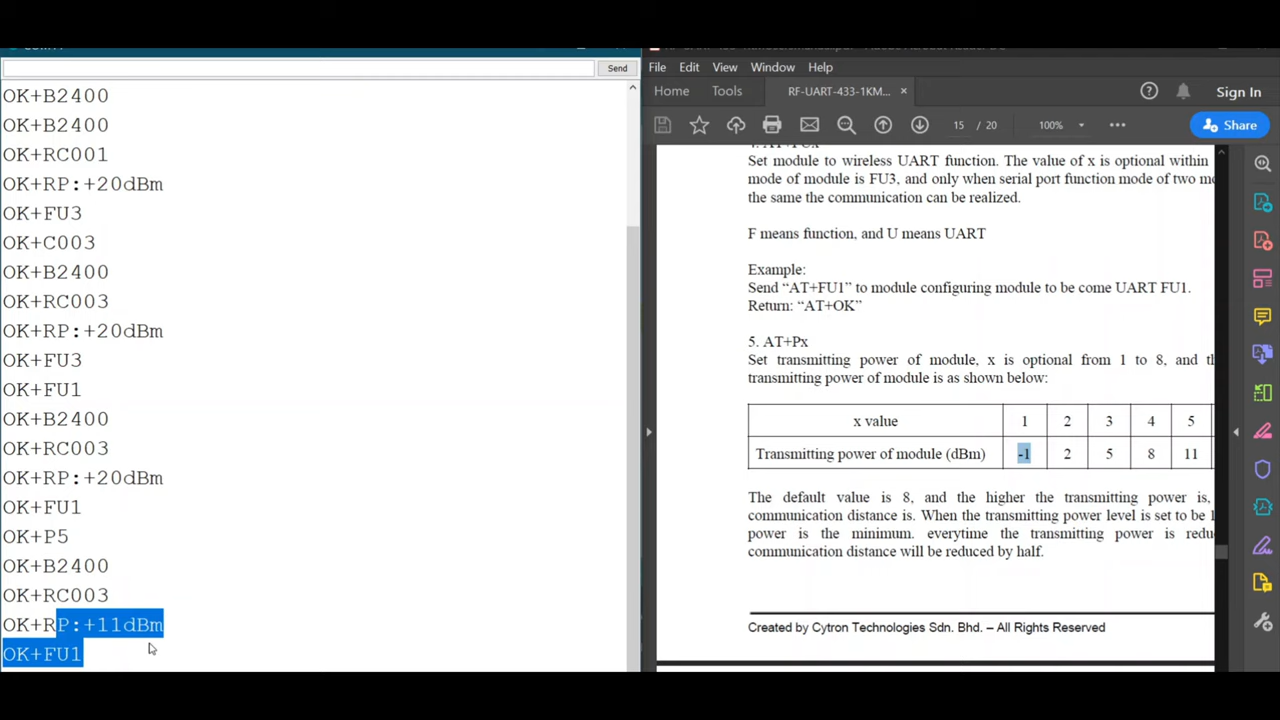 Send
OK+B2400
OK+B2400
OK+RC001
OK+RP:+20dBm
OK+FU3
OK+C003
OK+B2400
OK+RC003
OK+RP:+20dBm
OK+FU3
OK+FU1
OK+B2400
OK+RC003
OK+RP:+20dBm
OK+FU1
OK+P5
OK+B2400
OK+RC003
OK+RP:+11dBm
OK+FU1
File Edit View Window Help
Home Tools RF-UART-433-1KM... × Sign In
15 / 20 100% Share
4. AT+FUx
Set module to wireless UART function. The value of x is optional within
mode of module is FU3, and only when serial port function mode of two mo
the same the communication can be realized.
F means function, and U means UART
Example:
Send “AT+FU1” to module configuring module to be come UART FU1.
Return: “AT+OK”
5. AT+Px
Set transmitting power of module, x is optional from 1 to 8, and th
transmitting power of module is as shown below:
x value 1 2 3 4 5
Transmitting power of module (dBm) -1 2 5 8 11
The default value is 8, and the higher the transmitting power is,
communication distance is. When the transmitting power level is set to be 1
power is the minimum. everytime the transmitting power is redu
communication distance will be reduced by half.
Created by Cytron Technologies Sdn. Bhd. – All Rights Reserved